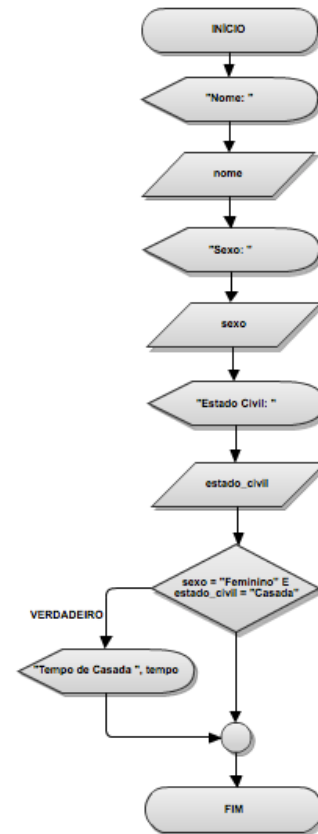 INÍCIO
"Nome: "
nome
"Sexo: "
sexo
"Estado Civil: "
estado_civil
sexo = "Feminino" E
estado_civil = "Casada"
VERDADEIRO
"Tempo de Casada ", tempo
FIM